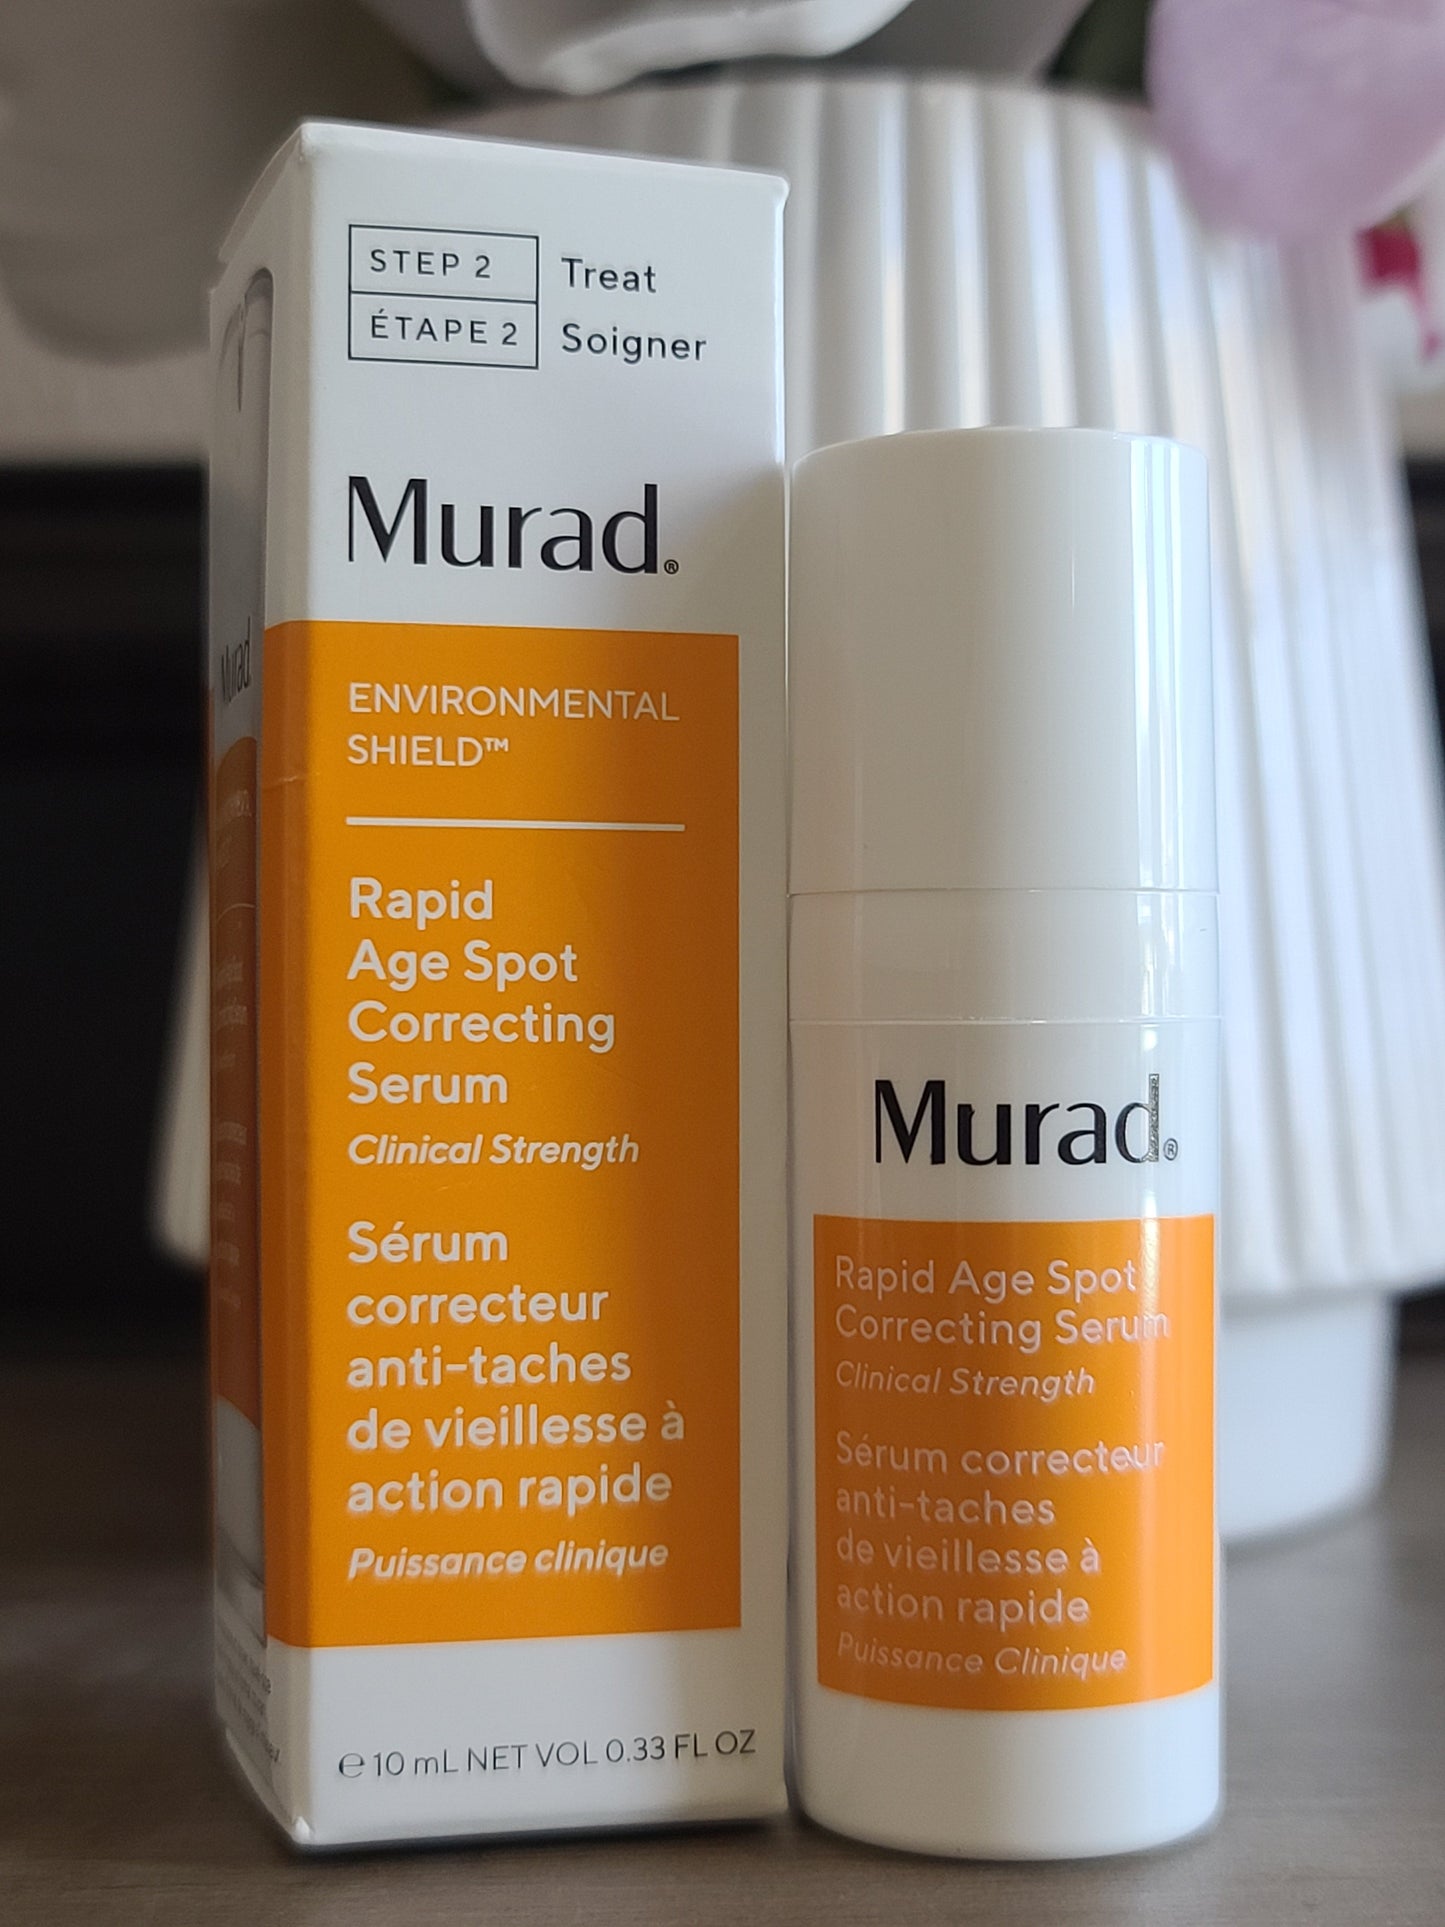 STEP 2 Treat
ÉTAPE 2 Soigner
Murad®
ENVIRONMENTAL
SHIELD™
Rapid
Age Spot
Correcting
Serum
Clinical Strength
Sérum
correcteur
anti-taches
de vieillesse à
action rapide
Puissance clinique
℮ 10 mL NET VOL 0.33 FL OZ
Murad
Murad®
Rapid Age Spot
Correcting Serum
Clinical Strength
Sérum correcteur
anti-taches
de vieillesse à
action rapide
Puissance Clinique